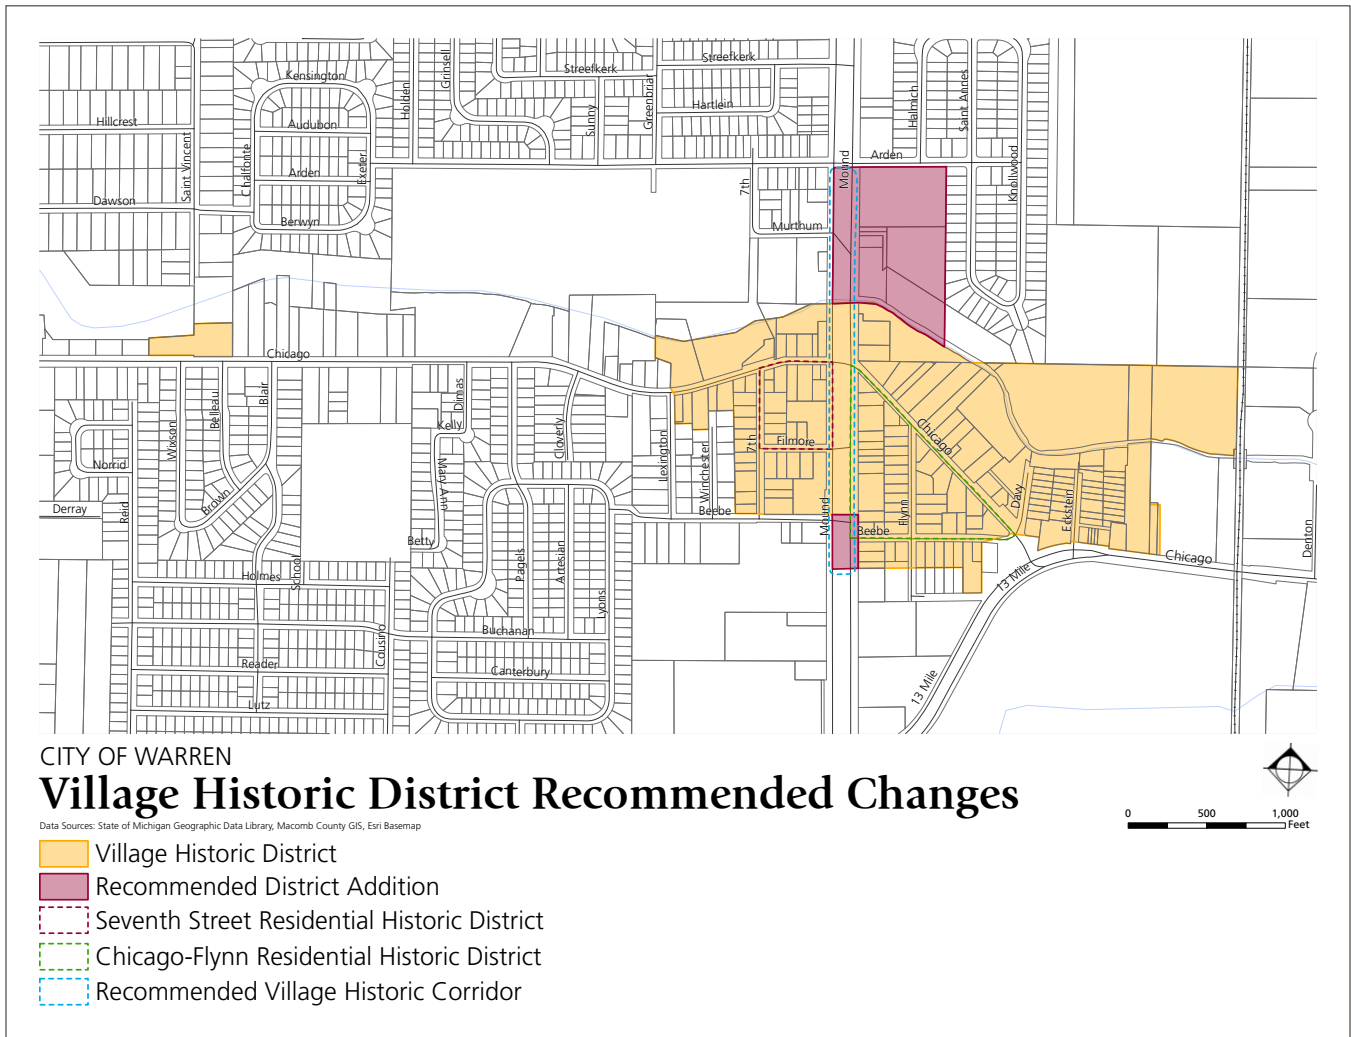 Kensington
Holden
Grinsell
Streefkerk
Streefkerk
Sunny
Greenbriar
Hartlein
Halmich
Saint Annes
Hillcrest
Audubon
Saint Vincent
Chalfonte
Exeter
Arden
Mound
Arden
Knollwood
Dawson
Berwyn
7th
Murthum
Chicago
Wixson
Belleau
Blair
Dimas
Kelly
Cloverly
Lexington
Winchester
7th
Filmore
Chicago
Norrid
Mary Ann
Derray
Reid
Brown
Beebe
Mound
Beebe
Flynn
Davy
Eckstein
Chicago
Denton
Betty
Pagels
Artesian
Holmes
School
13 Mile
Lyons
Cousino
Buchanan
Reader
Canterbury
13 Mile
Lutz
CITY OF WARREN
Village Historic District Recommended Changes
Data Sources: State of Michigan Geographic Data Library, Macomb County GIS, Esri Basemap
0 500 1,000
Feet
Village Historic District
Recommended District Addition
Seventh Street Residential Historic District
Chicago-Flynn Residential Historic District
Recommended Village Historic Corridor